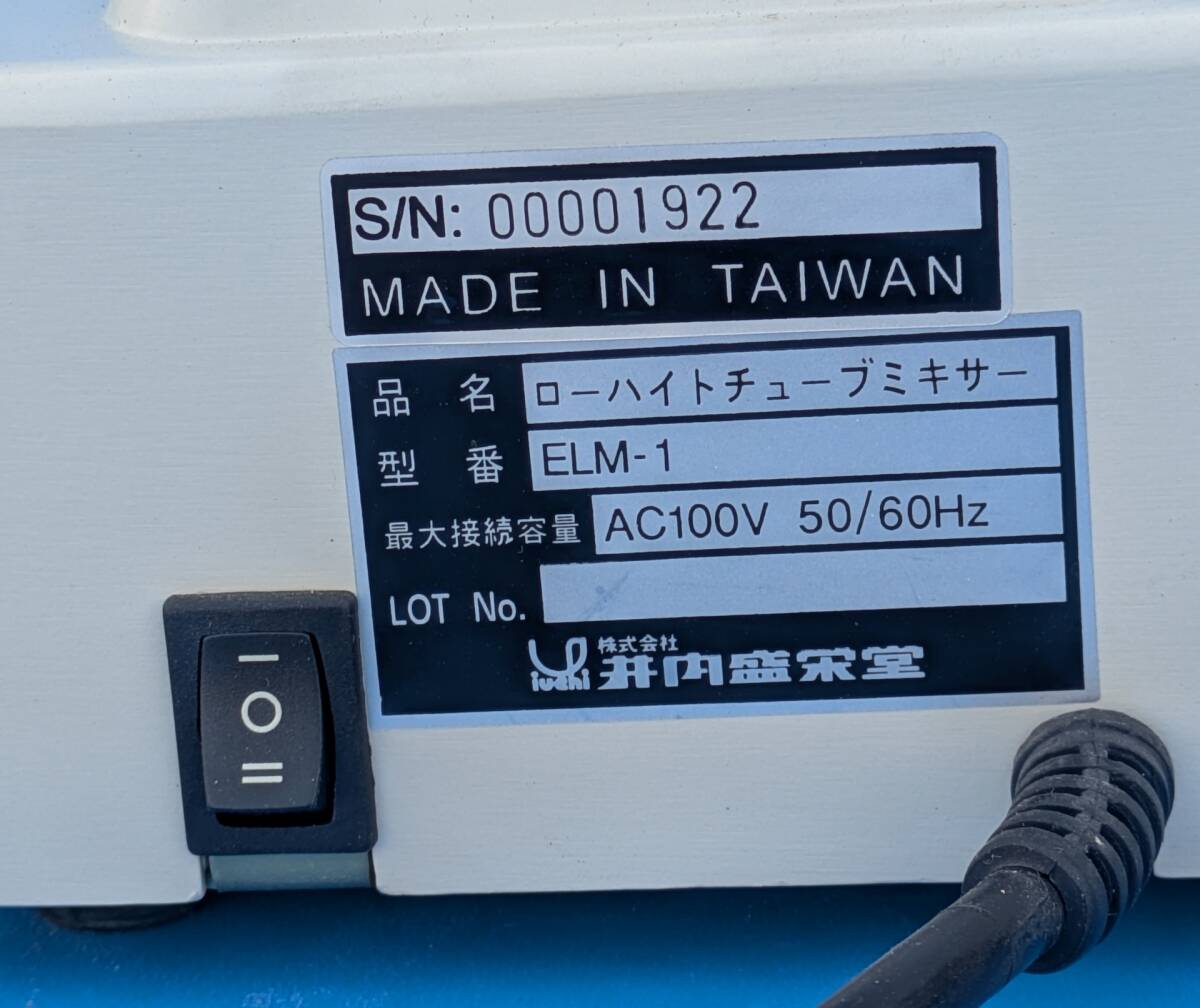 S/N: 00001922
MADE IN TAIWAN
品名 ローハイトチューブミキサー
型番 ELM-1
最大接続容量 AC100V 50/60Hz
LOT No.
iuchi 株式会社 井内盛栄堂
I
O
II